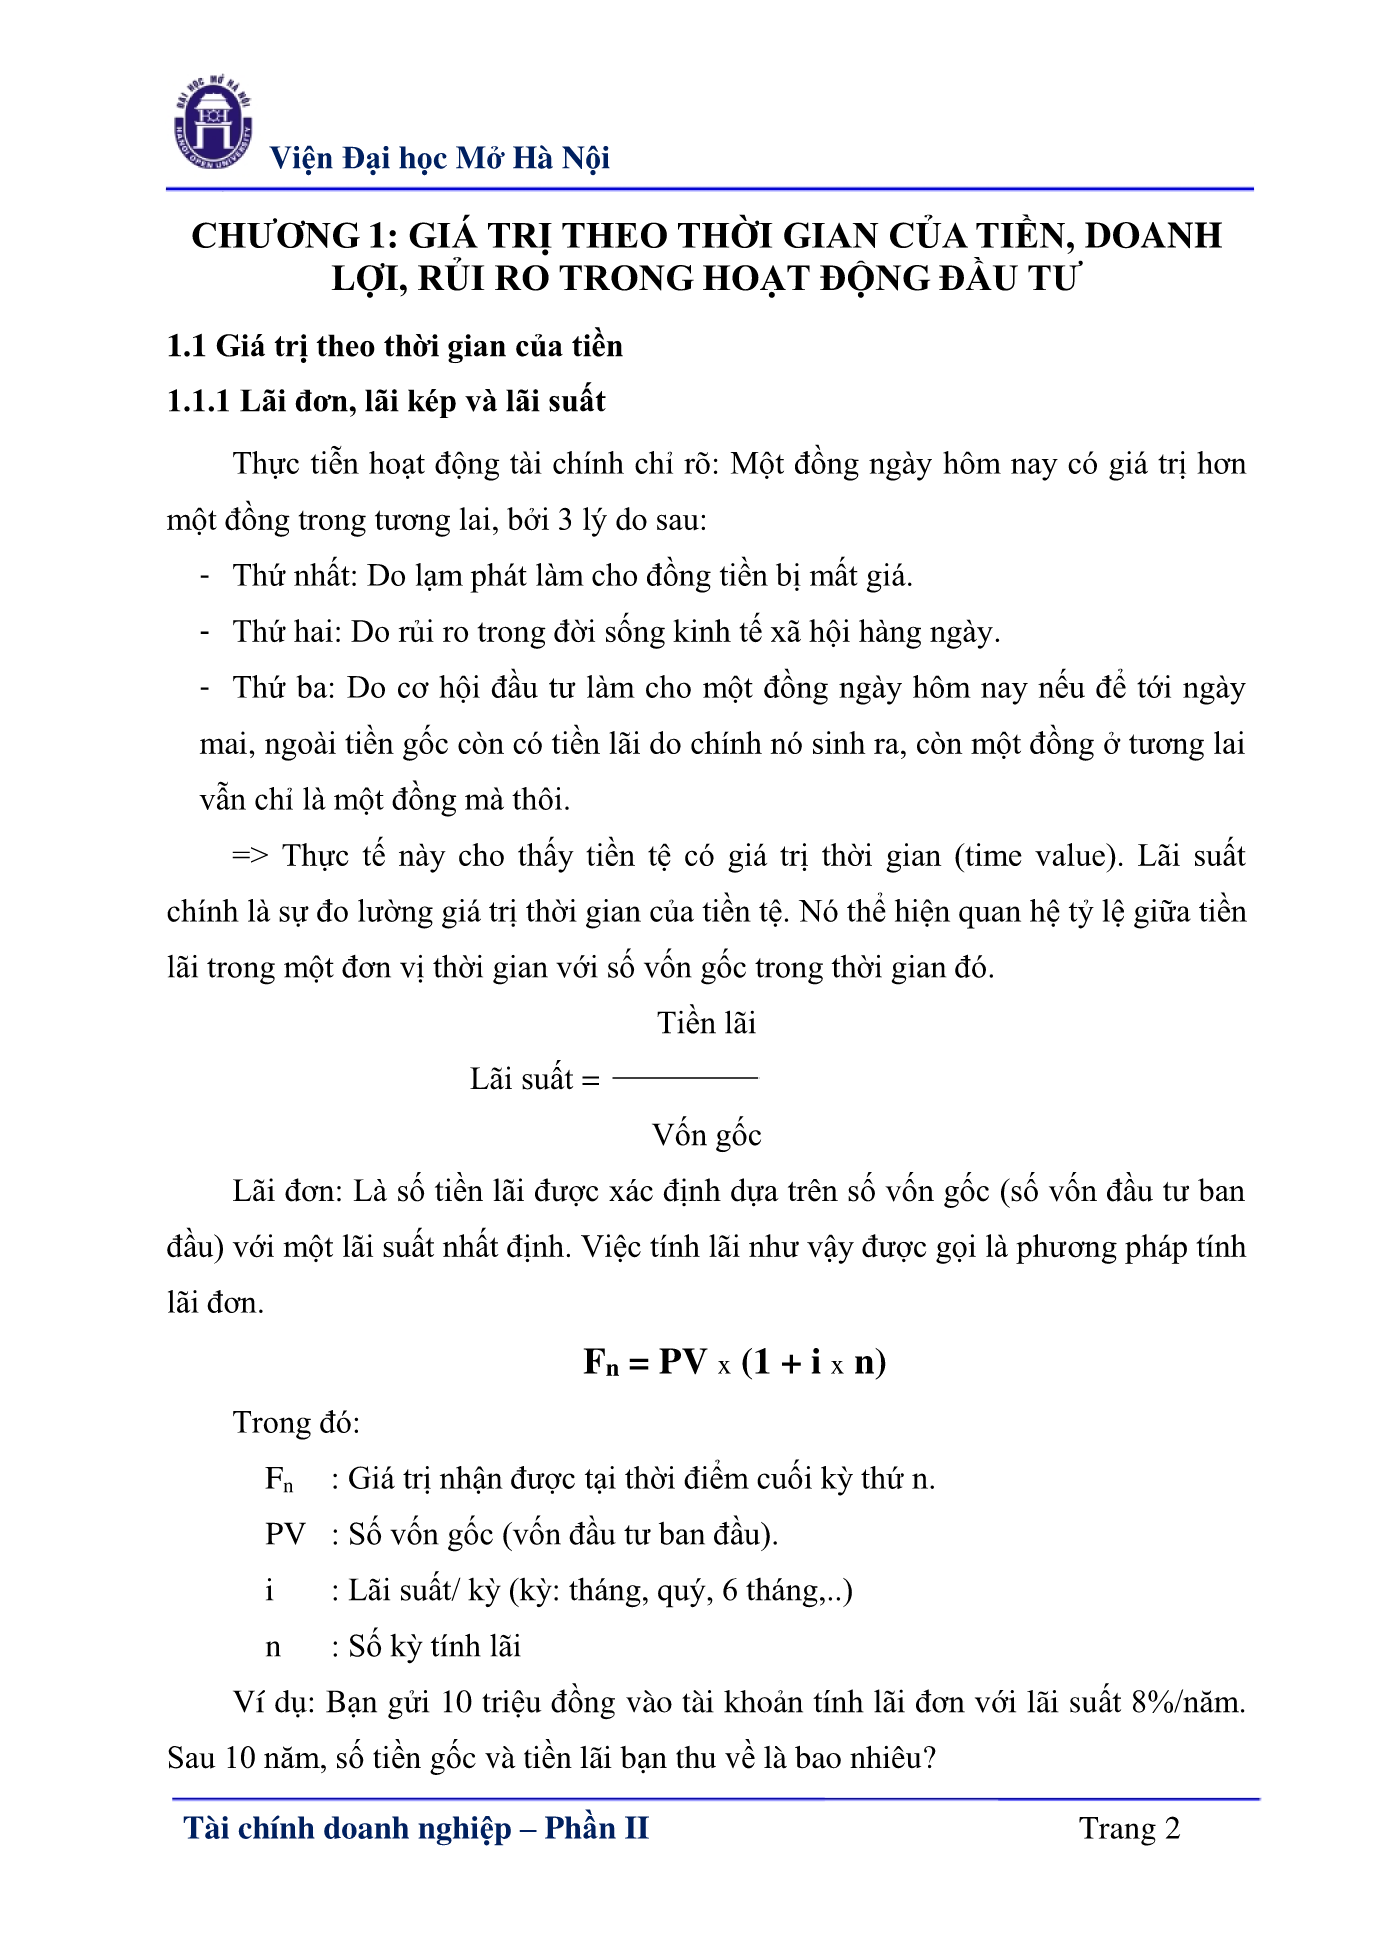 ĐẠI HỌC MỞ HÀ NỘI
HANOI OPEN UNIVERSITY
Viện Đại học Mở Hà Nội
CHƯƠNG 1: GIÁ TRỊ THEO THỜI GIAN CỦA TIỀN, DOANH
LỢI, RỦI RO TRONG HOẠT ĐỘNG ĐẦU TƯ
1.1 Giá trị theo thời gian của tiền
1.1.1 Lãi đơn, lãi kép và lãi suất
Thực tiễn hoạt động tài chính chỉ rõ: Một đồng ngày hôm nay có giá trị hơn
một đồng trong tương lai, bởi 3 lý do sau:
- Thứ nhất: Do lạm phát làm cho đồng tiền bị mất giá.
- Thứ hai: Do rủi ro trong đời sống kinh tế xã hội hàng ngày.
- Thứ ba: Do cơ hội đầu tư làm cho một đồng ngày hôm nay nếu để tới ngày
mai, ngoài tiền gốc còn có tiền lãi do chính nó sinh ra, còn một đồng ở tương lai
vẫn chỉ là một đồng mà thôi.
=> Thực tế này cho thấy tiền tệ có giá trị thời gian (time value). Lãi suất
chính là sự đo lường giá trị thời gian của tiền tệ. Nó thể hiện quan hệ tỷ lệ giữa tiền
lãi trong một đơn vị thời gian với số vốn gốc trong thời gian đó.
Tiền lãi
Lãi suất =
Vốn gốc
Lãi đơn: Là số tiền lãi được xác định dựa trên số vốn gốc (số vốn đầu tư ban
đầu) với một lãi suất nhất định. Việc tính lãi như vậy được gọi là phương pháp tính
lãi đơn.
Fn = PV x (1 + i x n)
Trong đó:
Fn : Giá trị nhận được tại thời điểm cuối kỳ thứ n.
PV : Số vốn gốc (vốn đầu tư ban đầu).
i : Lãi suất/ kỳ (kỳ: tháng, quý, 6 tháng,..)
n : Số kỳ tính lãi
Ví dụ: Bạn gửi 10 triệu đồng vào tài khoản tính lãi đơn với lãi suất 8%/năm.
Sau 10 năm, số tiền gốc và tiền lãi bạn thu về là bao nhiêu?
Tài chính doanh nghiệp – Phần II Trang 2